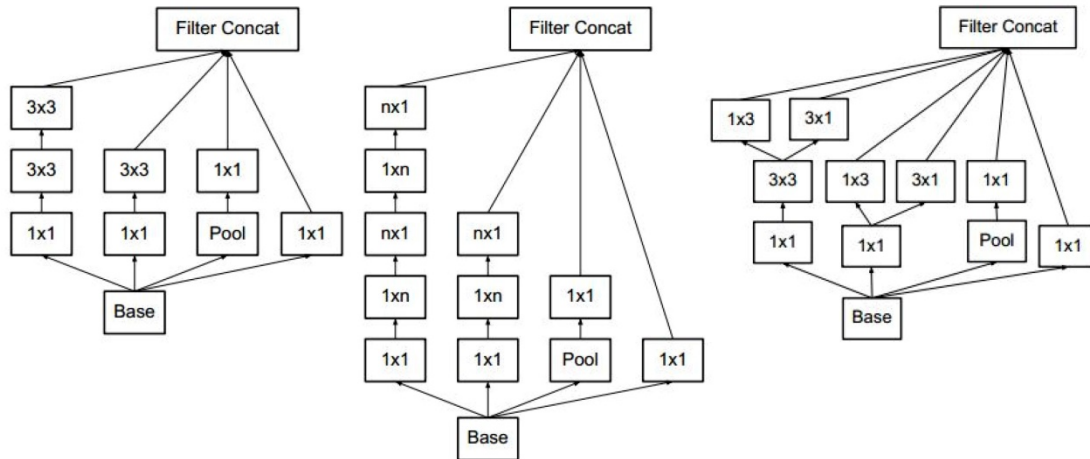 Filter Concat
3x3
3x3
3x3
1x1
1x1
1x1
Pool
1x1
Base
Filter Concat
nx1
1xn
nx1
nx1
1xn
1xn
1x1
1x1
1x1
Pool
1x1
Base
Filter Concat
1x3
3x1
3x3
1x3
3x1
1x1
1x1
1x1
Pool
1x1
Base